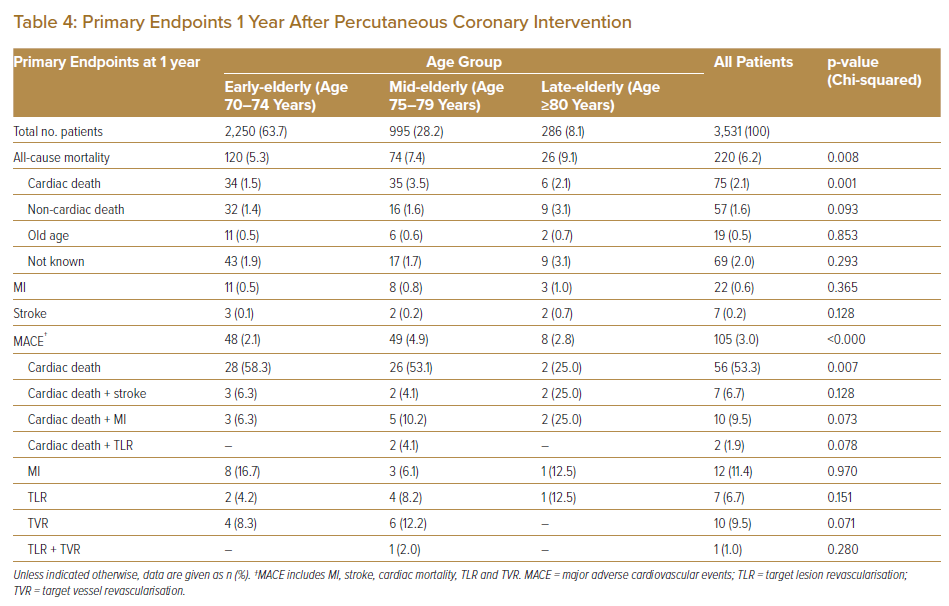 Table 4: Primary Endpoints 1 Year After Percutaneous Coronary Intervention
Primary Endpoints at 1 year Age Group All Patients p-value
(Chi-squared)
Early-elderly (Age Mid-elderly (Age Late-elderly (Age
70–74 Years) 75–79 Years) ≥80 Years)
Total no. patients 2,250 (63.7) 995 (28.2) 286 (8.1) 3,531 (100)
All-cause mortality 120 (5.3) 74 (7.4) 26 (9.1) 220 (6.2) 0.008
Cardiac death 34 (1.5) 35 (3.5) 6 (2.1) 75 (2.1) 0.001
Non-cardiac death 32 (1.4) 16 (1.6) 9 (3.1) 57 (1.6) 0.093
Old age 11 (0.5) 6 (0.6) 2 (0.7) 19 (0.5) 0.853
Not known 43 (1.9) 17 (1.7) 9 (3.1) 69 (2.0) 0.293
MI 11 (0.5) 8 (0.8) 3 (1.0) 22 (0.6) 0.365
Stroke 3 (0.1) 2 (0.2) 2 (0.7) 7 (0.2) 0.128
MACE† 48 (2.1) 49 (4.9) 8 (2.8) 105 (3.0) <0.000
Cardiac death 28 (58.3) 26 (53.1) 2 (25.0) 56 (53.3) 0.007
Cardiac death + stroke 3 (6.3) 2 (4.1) 2 (25.0) 7 (6.7) 0.128
Cardiac death + MI 3 (6.3) 5 (10.2) 2 (25.0) 10 (9.5) 0.073
Cardiac death + TLR – 2 (4.1) – 2 (1.9) 0.078
MI 8 (16.7) 3 (6.1) 1 (12.5) 12 (11.4) 0.970
TLR 2 (4.2) 4 (8.2) 1 (12.5) 7 (6.7) 0.151
TVR 4 (8.3) 6 (12.2) – 10 (9.5) 0.071
TLR + TVR – 1 (2.0) – 1 (1.0) 0.280
Unless indicated otherwise, data are given as n (%). †MACE includes MI, stroke, cardiac mortality, TLR and TVR. MACE = major adverse cardiovascular events; TLR = target lesion revascularisation;
TVR = target vessel revascularisation.